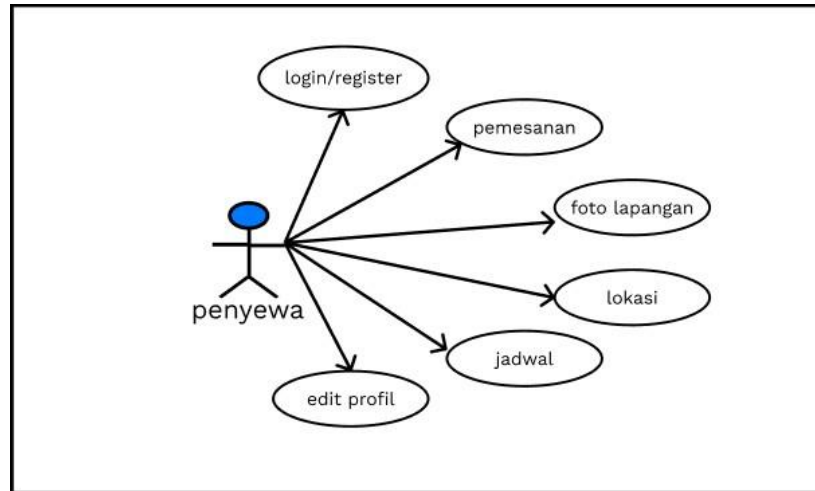 login/register
pemesanan
foto lapangan
lokasi
penyewa
jadwal
edit profil